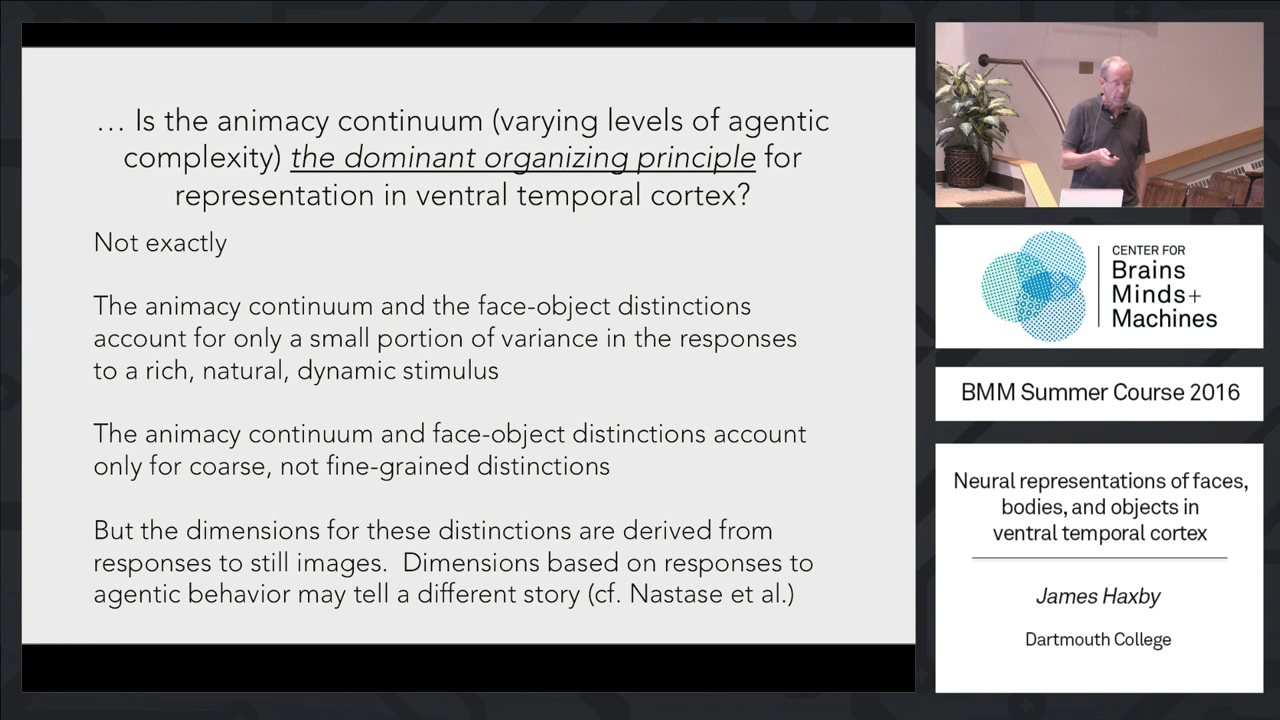 … Is the animacy continuum (varying levels of agentic
complexity) the dominant organizing principle for
representation in ventral temporal cortex?
Not exactly
The animacy continuum and the face-object distinctions
account for only a small portion of variance in the responses
to a rich, natural, dynamic stimulus
The animacy continuum and face-object distinctions account
only for coarse, not fine-grained distinctions
But the dimensions for these distinctions are derived from
responses to still images.  Dimensions based on responses to
agentic behavior may tell a different story (cf. Nastase et al.)
CENTER FOR
Brains
Minds+
Machines
BMM Summer Course 2016
Neural representations of faces,
bodies, and objects in
ventral temporal cortex
James Haxby
Dartmouth College